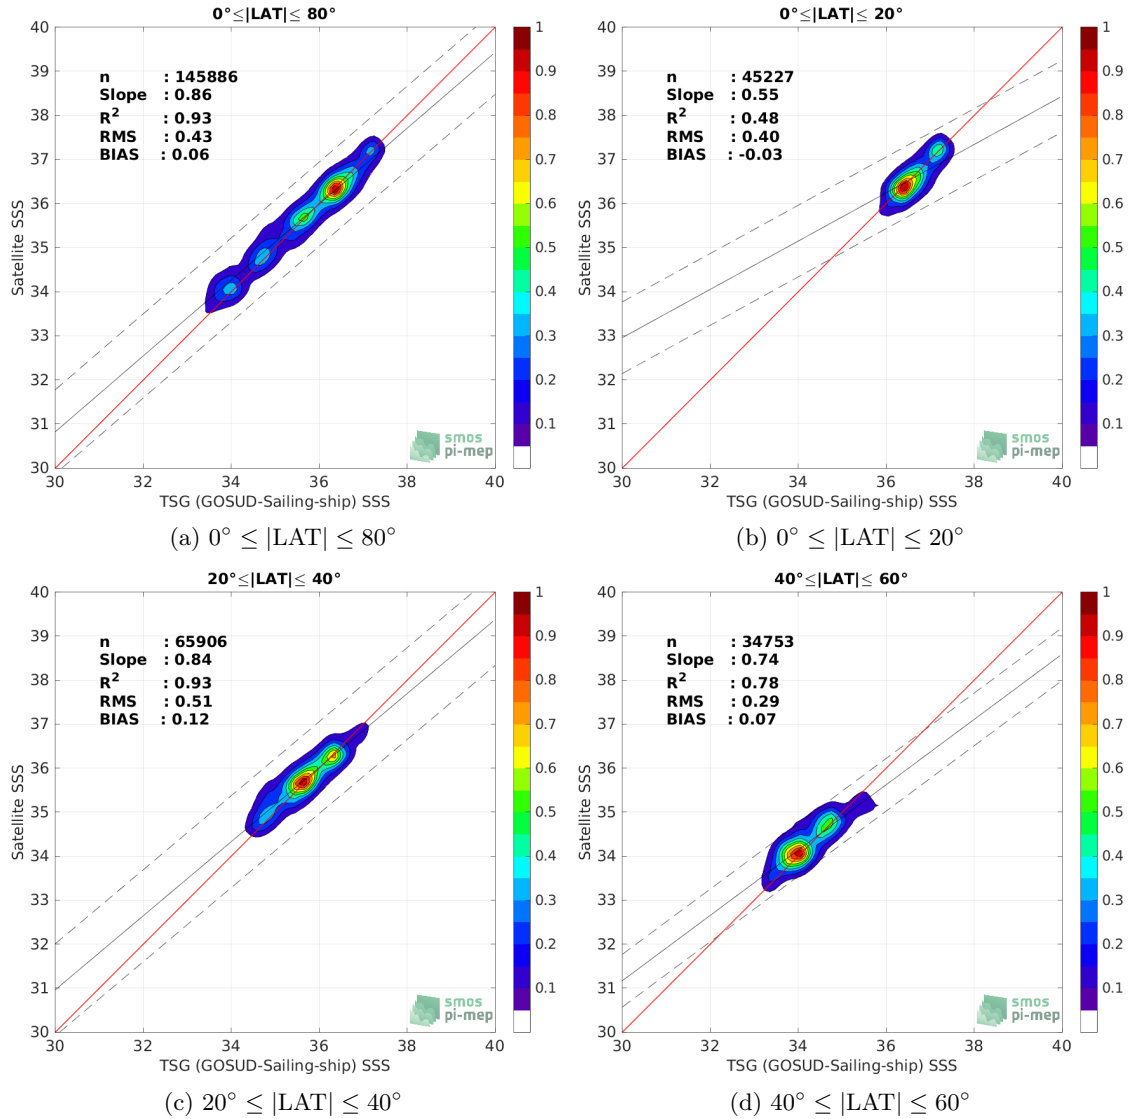 0°≤|LAT|≤ 80°
n : 145886
Slope : 0.86
R2 : 0.93
RMS : 0.43
BIAS : 0.06
Satellite SSS
40
39
38
37
36
35
34
33
32
31
30
30 32 34 36 38 40
TSG (GOSUD-Sailing-ship) SSS
smos
pi-mep
1
0.9
0.8
0.7
0.6
0.5
0.4
0.3
0.2
0.1
(a) 0° ≤ |LAT| ≤ 80°
0°≤|LAT|≤ 20°
n : 45227
Slope : 0.55
R2 : 0.48
RMS : 0.40
BIAS : -0.03
Satellite SSS
40
39
38
37
36
35
34
33
32
31
30
30 32 34 36 38 40
TSG (GOSUD-Sailing-ship) SSS
smos
pi-mep
1
0.9
0.8
0.7
0.6
0.5
0.4
0.3
0.2
0.1
(b) 0° ≤ |LAT| ≤ 20°
20°≤|LAT|≤ 40°
n : 65906
Slope : 0.84
R2 : 0.93
RMS : 0.51
BIAS : 0.12
Satellite SSS
40
39
38
37
36
35
34
33
32
31
30
30 32 34 36 38 40
TSG (GOSUD-Sailing-ship) SSS
smos
pi-mep
1
0.9
0.8
0.7
0.6
0.5
0.4
0.3
0.2
0.1
(c) 20° ≤ |LAT| ≤ 40°
40°≤|LAT|≤ 60°
n : 34753
Slope : 0.74
R2 : 0.78
RMS : 0.29
BIAS : 0.07
Satellite SSS
40
39
38
37
36
35
34
33
32
31
30
30 32 34 36 38 40
TSG (GOSUD-Sailing-ship) SSS
smos
pi-mep
1
0.9
0.8
0.7
0.6
0.5
0.4
0.3
0.2
0.1
(d) 40° ≤ |LAT| ≤ 60°